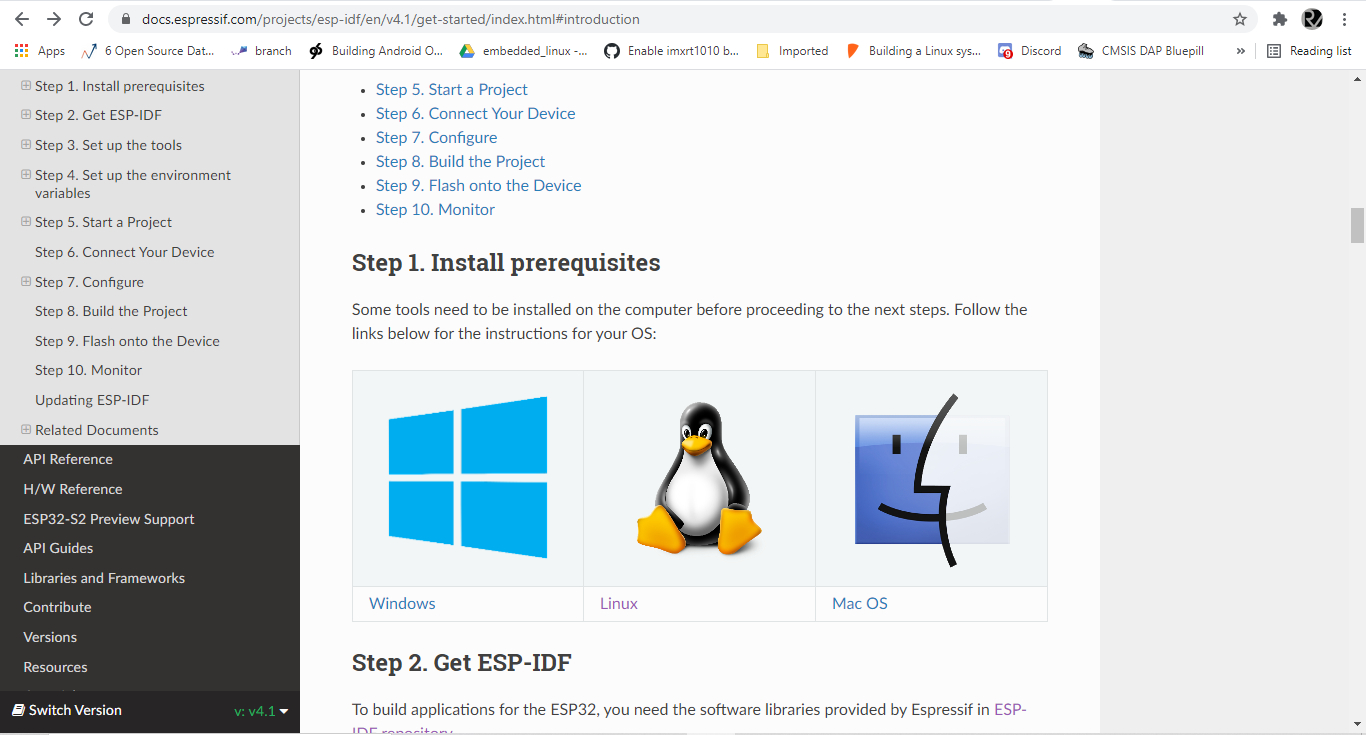 docs.espressif.com/projects/esp-idf/en/v4.1/get-started/index.html#introduction
Apps
6 Open Source Dat...
branch
Building Android O...
embedded_linux -...
Enable imxrt1010 b...
Imported
Building a Linux sys...
Discord
CMSIS DAP Bluepill
»
Reading list
Step 1. Install prerequisites
Step 2. Get ESP-IDF
Step 3. Set up the tools
Step 4. Set up the environment
variables
Step 5. Start a Project
Step 6. Connect Your Device
Step 7. Configure
Step 8. Build the Project
Step 9. Flash onto the Device
Step 10. Monitor
Updating ESP-IDF
Related Documents
API Reference
H/W Reference
ESP32-S2 Preview Support
API Guides
Libraries and Frameworks
Contribute
Versions
Resources
Switch Version
v: v4.1
• Step 5. Start a Project
• Step 6. Connect Your Device
• Step 7. Configure
• Step 8. Build the Project
• Step 9. Flash onto the Device
• Step 10. Monitor
Step 1. Install prerequisites
Some tools need to be installed on the computer before proceeding to the next steps. Follow the
links below for the instructions for your OS:
Windows
Linux
Mac OS
Step 2. Get ESP-IDF
To build applications for the ESP32, you need the software libraries provided by Espressif in ESP-
IDF repository.